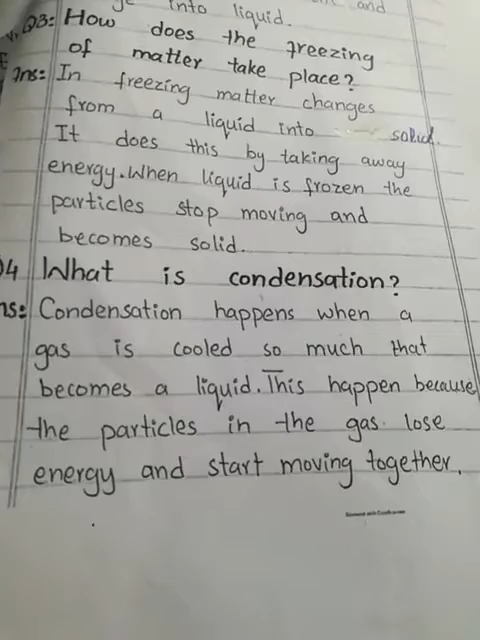 into liquid. and
Q3: How does the freezing
of matter take place?
Ans: In freezing matter changes
from a liquid into solid.
It does this by taking away
energy. When liquid is frozen the
particles stop moving and
becomes solid.
Q4 What is condensation?
ns: Condensation happens when a
gas is cooled so much that
becomes a liquid. This happen because
the particles in the gas lose
energy and start moving together.